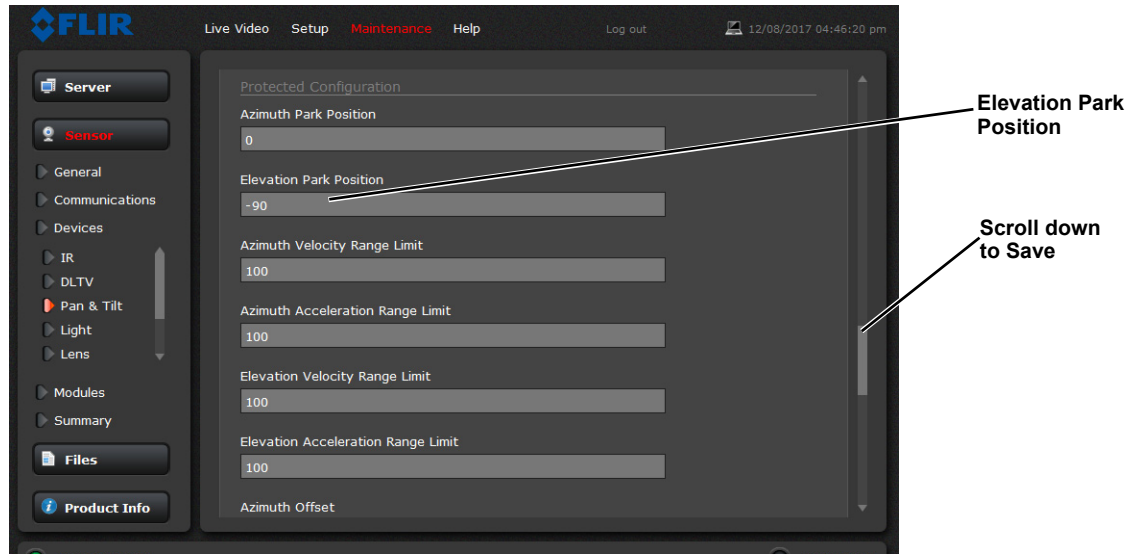 FLIR
Live Video Setup Maintenance Help Log out 12/08/2017 04:46:20 pm
Server
Sensor
General
Communications
Devices
IR
DLTV
Pan & Tilt
Light
Lens
Modules
Summary
Files
Product Info
Protected Configuration
Azimuth Park Position
0
Elevation Park Position
-90
Azimuth Velocity Range Limit
100
Azimuth Acceleration Range Limit
100
Elevation Velocity Range Limit
100
Elevation Acceleration Range Limit
100
Azimuth Offset
Elevation Park
Position
Scroll down
to Save